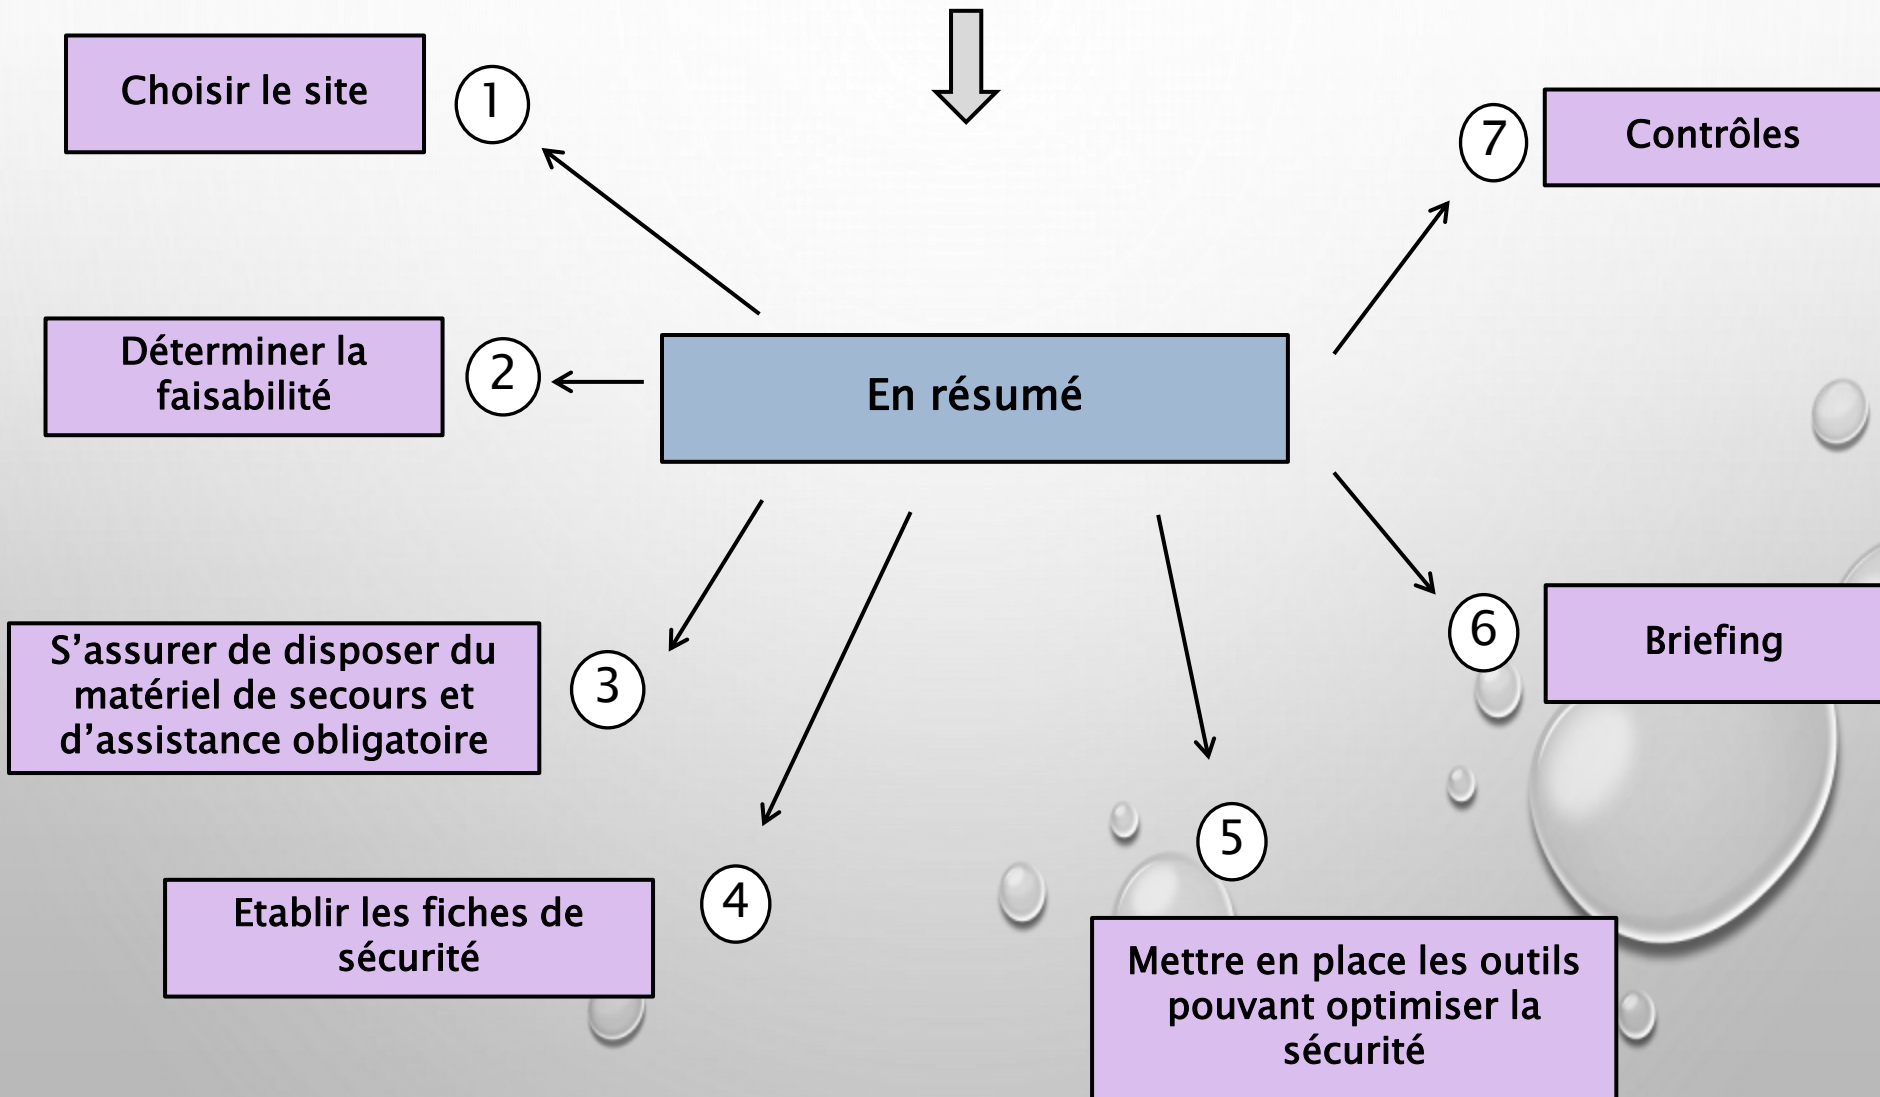 Choisir le site
1
7
Contrôles
Déterminer la
faisabilité
2
En résumé
S’assurer de disposer du
matériel de secours et
d’assistance obligatoire
3
6
Briefing
Etablir les fiches de
sécurité
4
5
Mettre en place les outils
pouvant optimiser la
sécurité